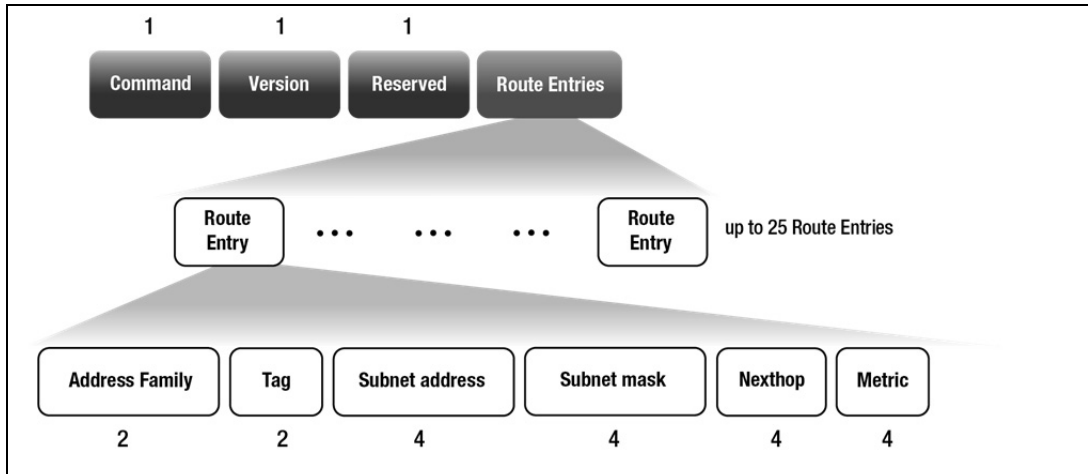 1 1 1
Command Version Reserved Route Entries
Route Entry ... ... ... Route Entry up to 25 Route Entries
Address Family Tag Subnet address Subnet mask Nexthop Metric
2 2 4 4 4 4